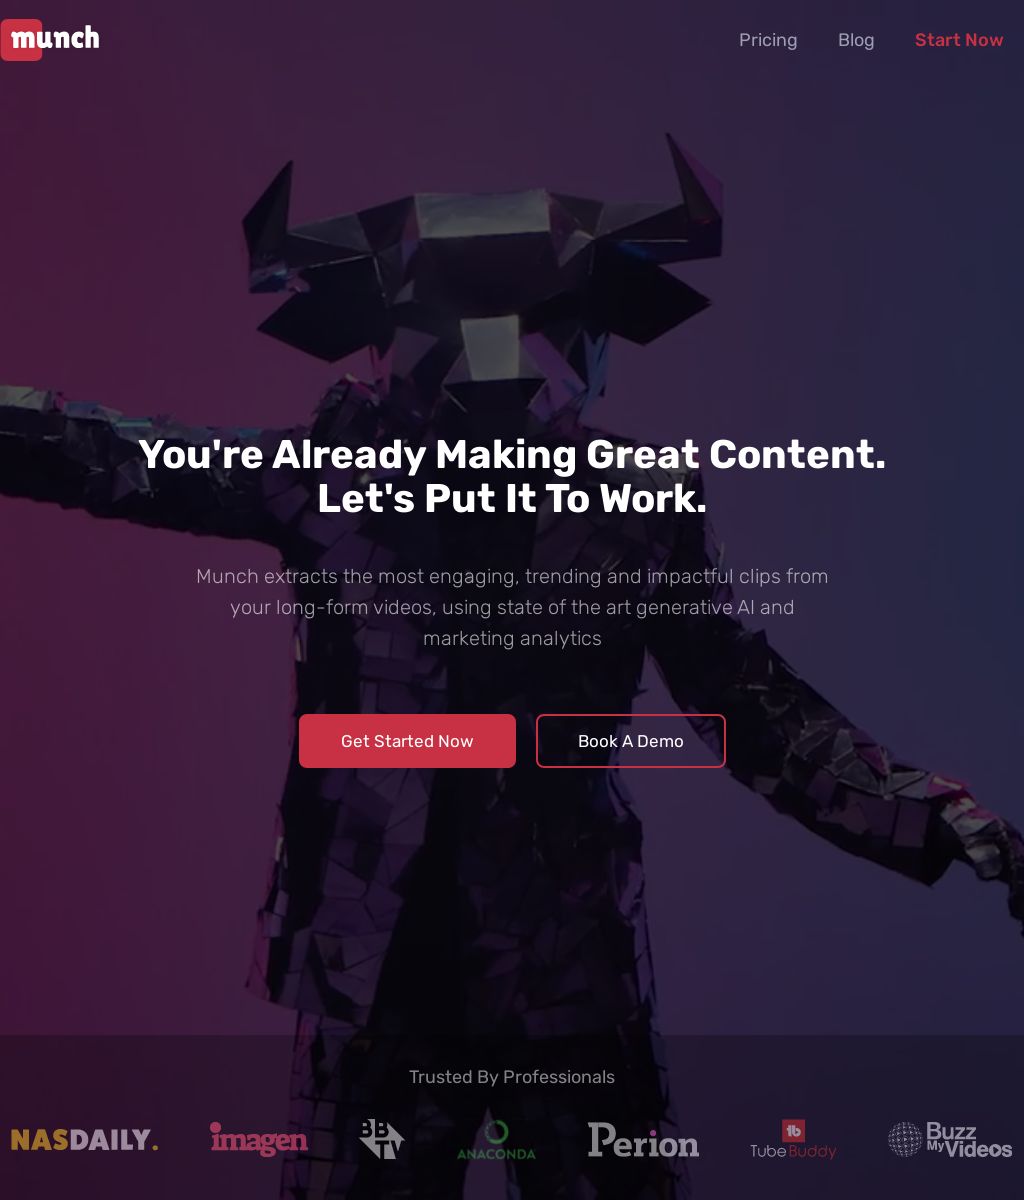 munch
Pricing
Blog
Start Now
You're Already Making Great Content.
Let's Put It To Work.
Munch extracts the most engaging, trending and impactful clips from
your long-form videos, using state of the art generative AI and
marketing analytics
Get Started Now
Book A Demo
Trusted By Professionals
NASDAILY.
imagen
BB
T
ANACONDA
Perion
TubeBuddy
Buzz
My Videos